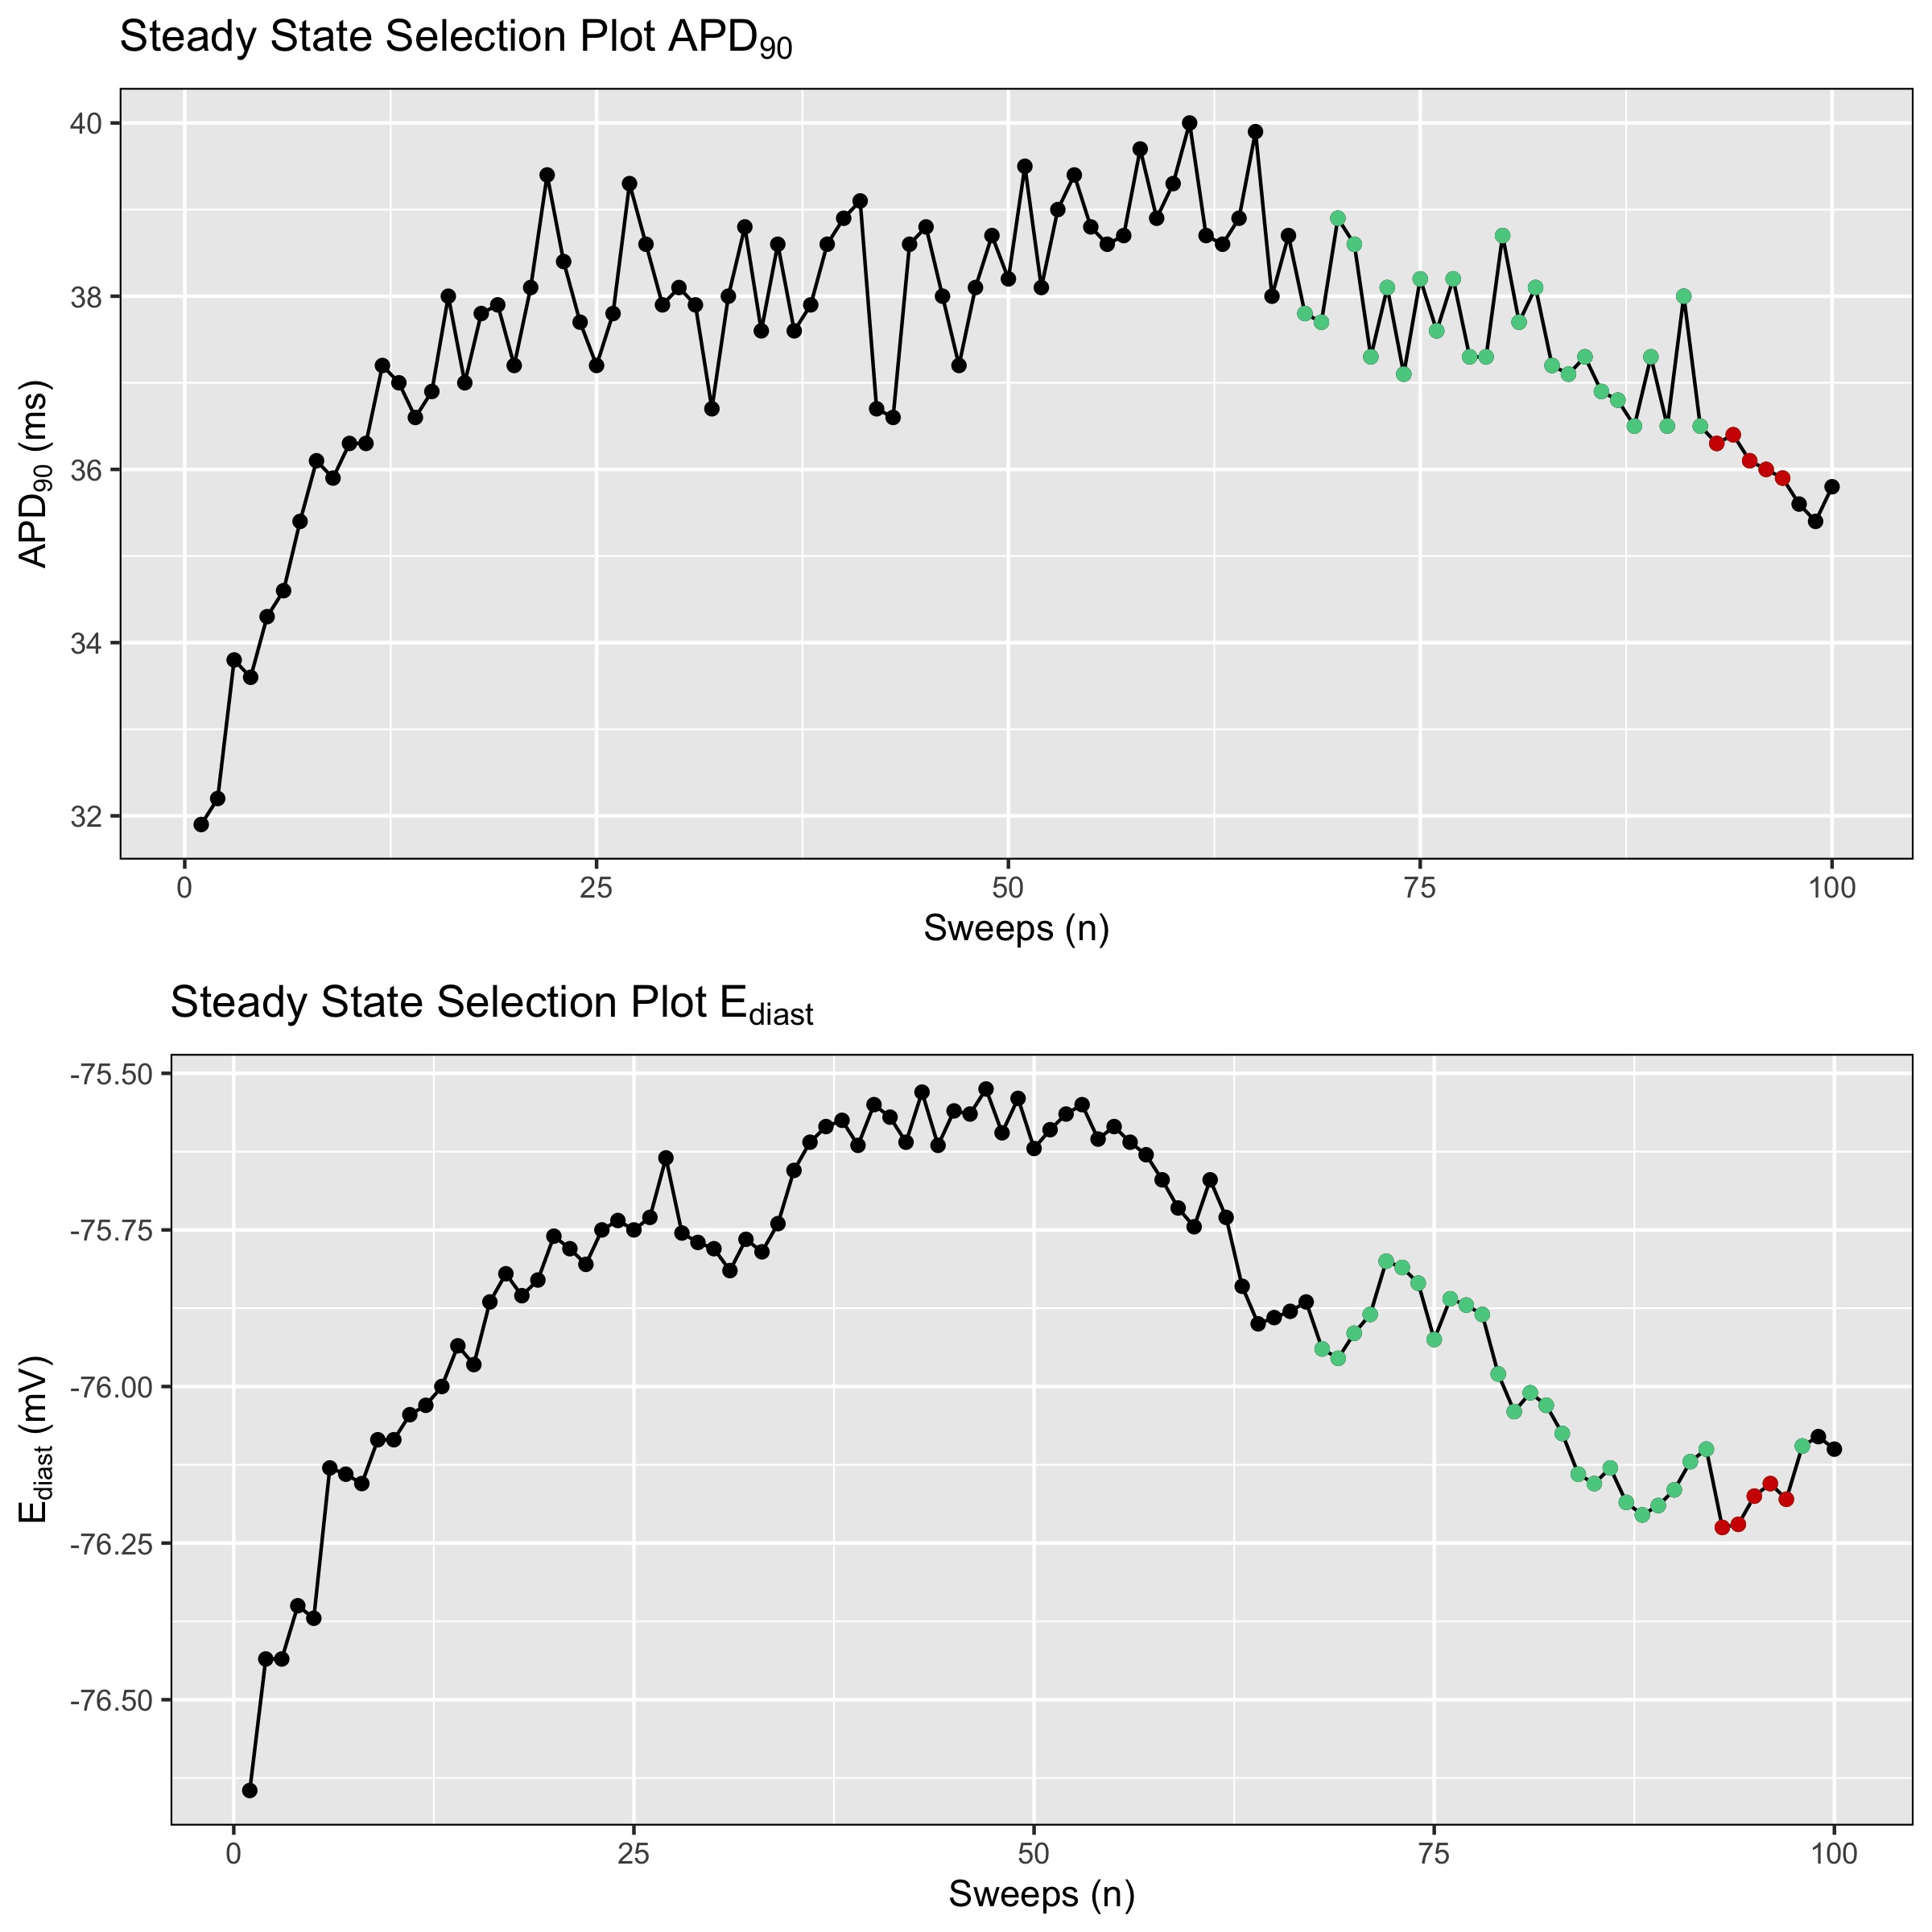 Steady State Selection Plot APD90
40
38
36
34
32
APD90 (ms)
0 25 50 75 100
Sweeps (n)
Steady State Selection Plot Ediast
-75.50
-75.75
-76.00
-76.25
-76.50
Ediast (mV)
0 25 50 75 100
Sweeps (n)